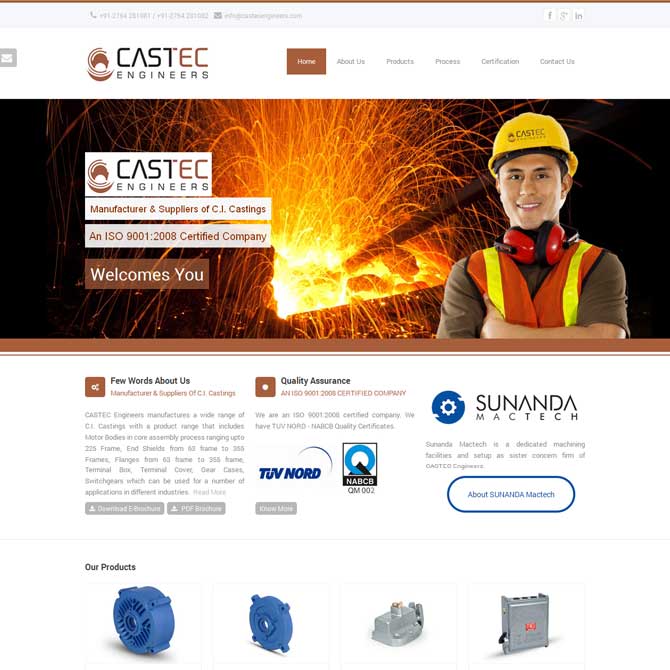 +91-2764 281081 / +91-2754 281082 info@castecengineers.com
CASTEC
ENGINEERS
Home About Us Products Process Certification Contact Us
CASTEC
ENGINEERS
CASTEC
ENGINEERS
Manufacturer & Suppliers of C.I. Castings
An ISO 9001:2008 Certified Company
Welcomes You
Few Words About Us
Manufacturer & Suppliers Of C.I. Castings
CASTEC Engineers manufactures a wide range of
C.I. Castings with a product range that includes
Motor Bodies in core assembly process ranging upto
225 Frame, End Shields from 63 frame to 355
Frames, Flanges from 63 frame to 355 frame,
Terminal Box, Terminal Cover, Gear Cases,
Switchgears which can be used for a number of
applications in different industries. Read More
Download E-Brochure PDF Brochure
Quality Assurance
AN ISO 9001:2008 CERTIFIED COMPANY
We are an ISO 9001:2008 certified company. We
have TUV NORD - NABCB Quality Certificates.
TÜV NORD
NABCB
QM 002
Know More
SUNANDA
MACTECH
Sunanda Mactech is a dedicated machining
facilities and setup as sister concern firm of
CASTEC Engineers.
About SUNANDA Mactech
Our Products